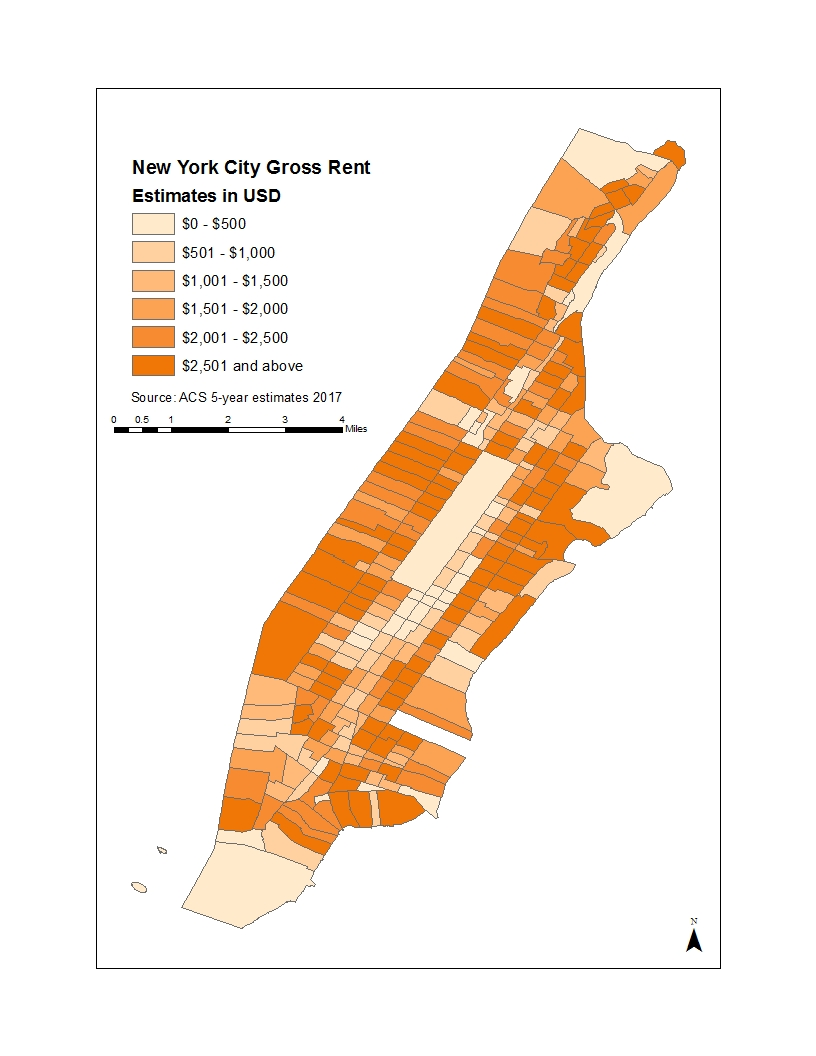 New York City Gross Rent
Estimates in USD
$0 - $500
$501 - $1,000
$1,001 - $1,500
$1,501 - $2,000
$2,001 - $2,500
$2,501 and above
Source: ACS 5-year estimates 2017
0 0.5 1 2 3 4
Miles
N